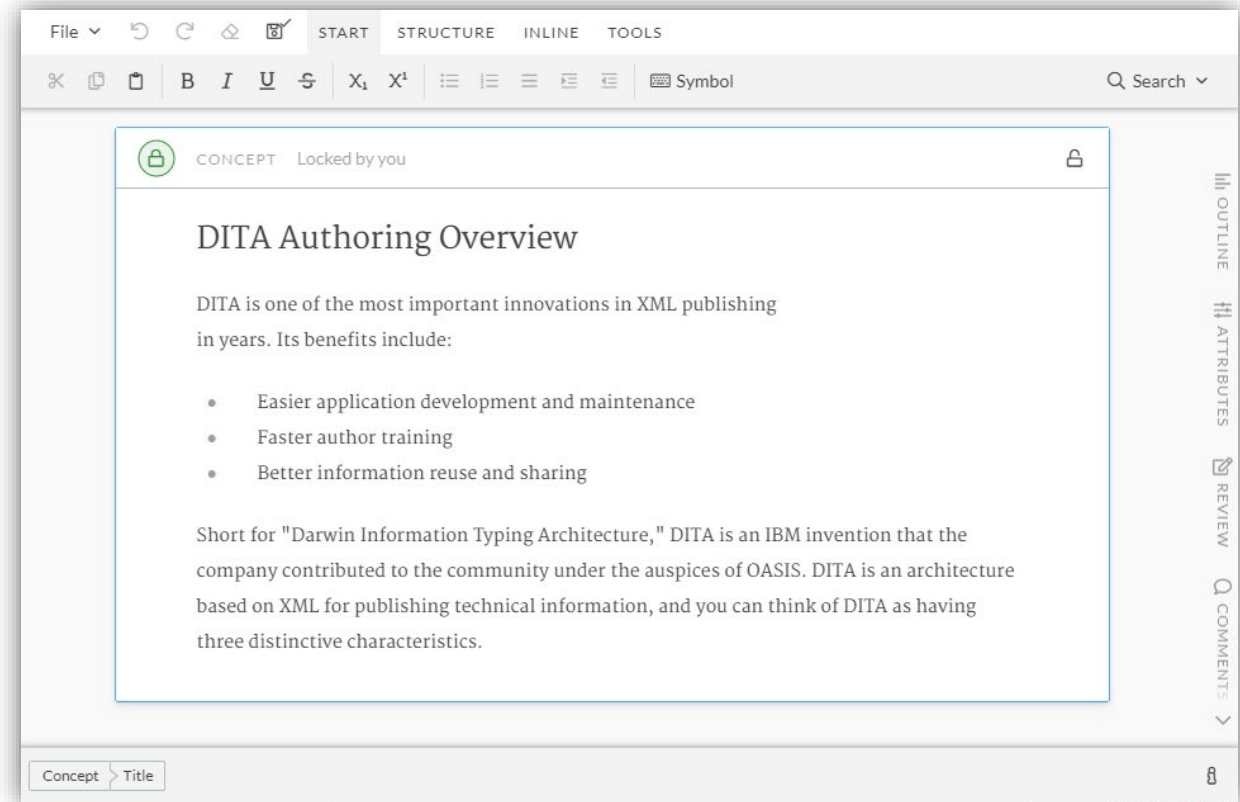 File
START STRUCTURE INLINE TOOLS
B I U S X₁ X¹ Symbol Search
CONCEPT Locked by you
DITA Authoring Overview
DITA is one of the most important innovations in XML publishing
in years. Its benefits include:
• Easier application development and maintenance
• Faster author training
• Better information reuse and sharing
Short for "Darwin Information Typing Architecture," DITA is an IBM invention that the
company contributed to the community under the auspices of OASIS. DITA is an architecture
based on XML for publishing technical information, and you can think of DITA as having
three distinctive characteristics.
OUTLINE
ATTRIBUTES
REVIEW
COMMENTS
Concept Title